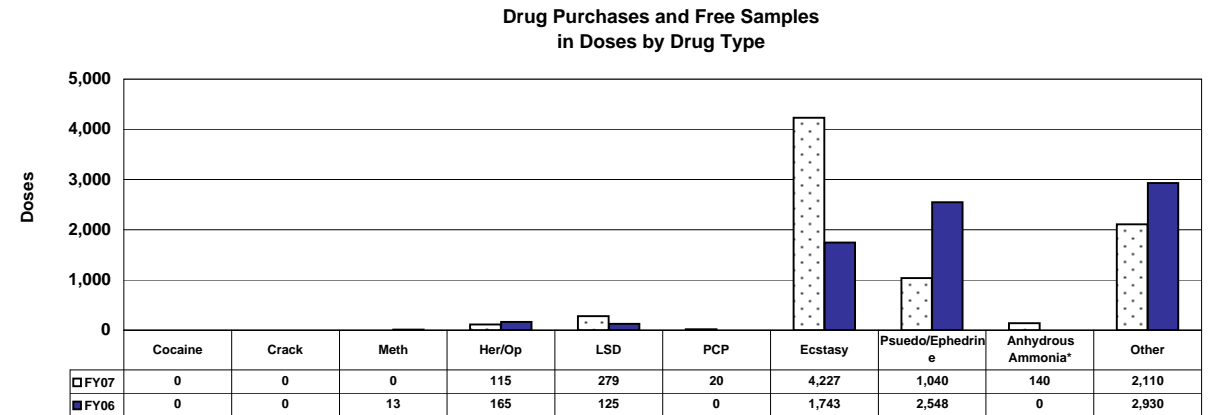 Drug Purchases and Free Samples
in Doses by Drug Type
5,000
4,000
3,000
2,000
1,000
0
Doses
Cocaine Crack Meth Her/Op LSD PCP Ecstasy Psuedo/Ephedrin e Anhydrous Ammonia* Other
FY07 0 0 0 115 279 20 4,227 1,040 140 2,110
FY06 0 0 13 165 125 0 1,743 2,548 0 2,930